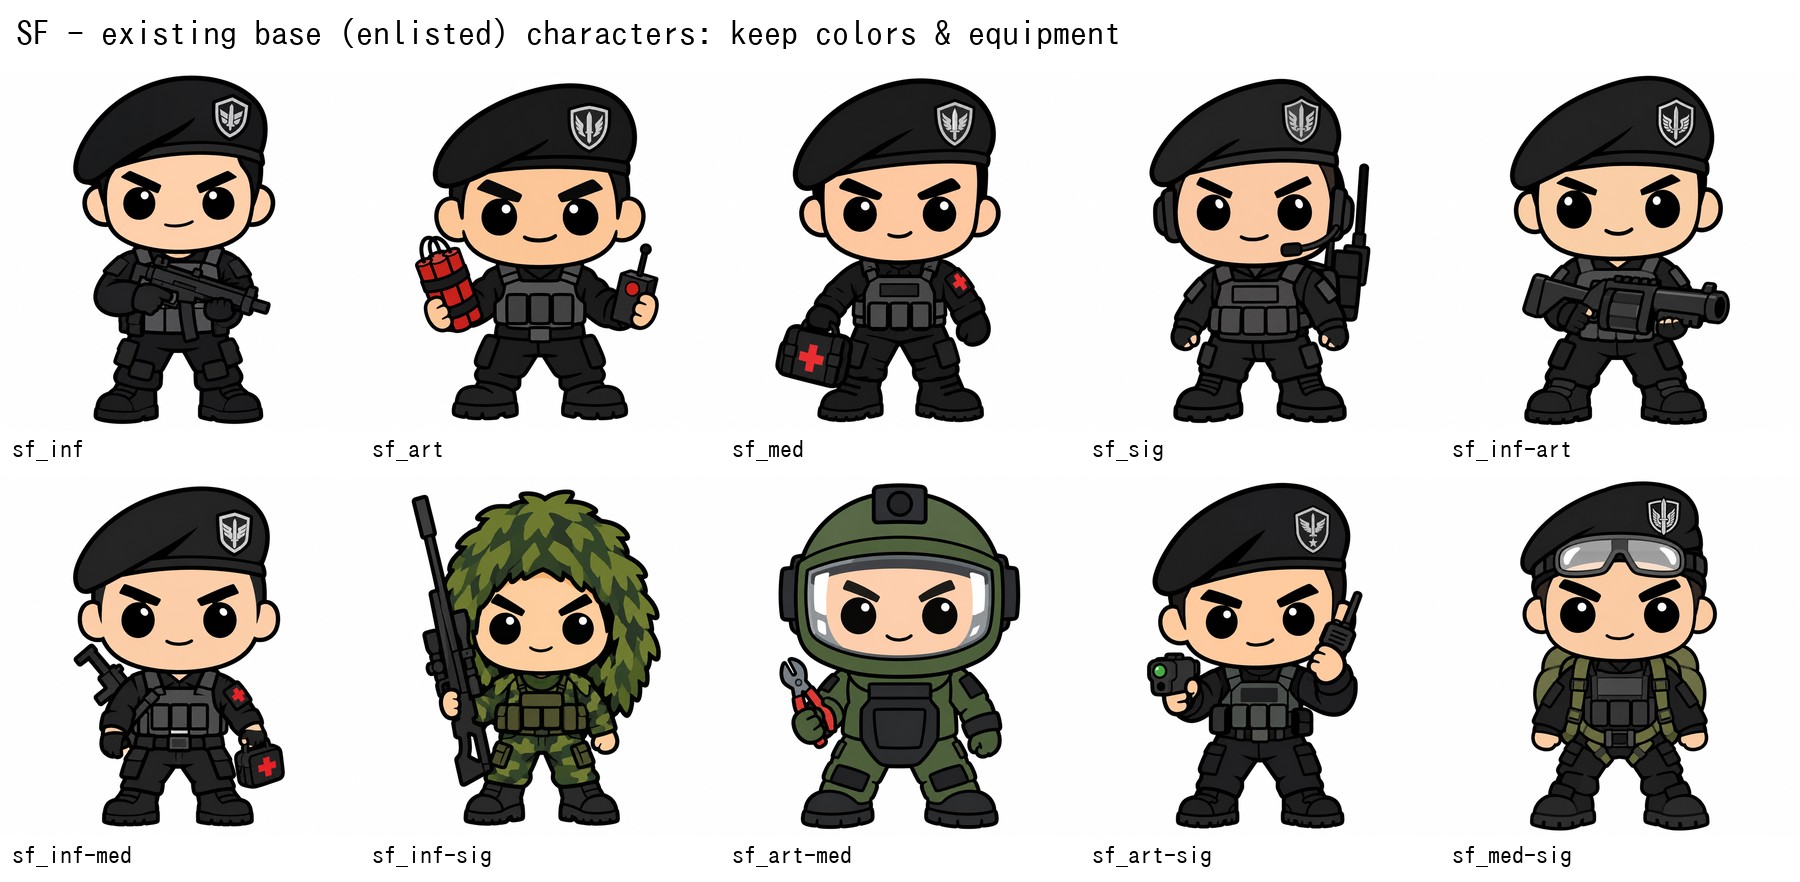 SF - existing base (enlisted) characters: keep colors & equipment
sf_inf
sf_art
sf_med
sf_sig
sf_inf-art
sf_inf-med
sf_inf-sig
sf_art-med
sf_art-sig
sf_med-sig